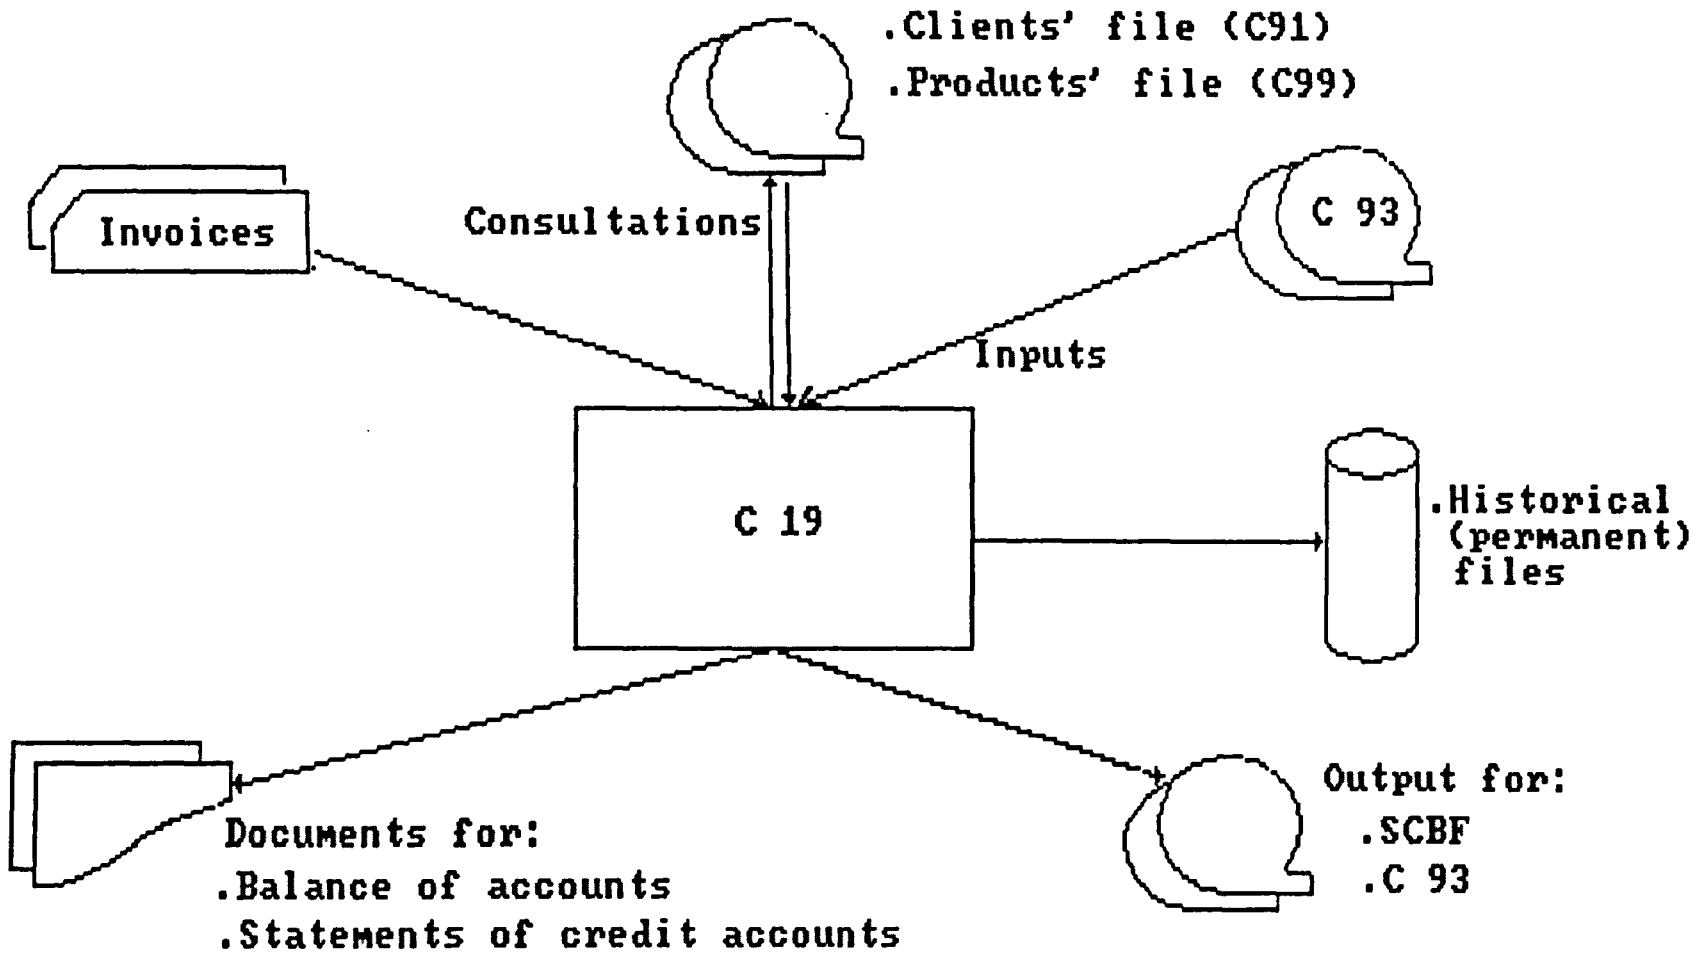 .Clients' file (C91)
.Products' file (C99)
Invoices
Consultations
C 93
Inputs
C 19
.Historical
(permanent)
files
Documents for:
.Balance of accounts
.Statements of credit accounts
Output for:
.SCBF
.C 93